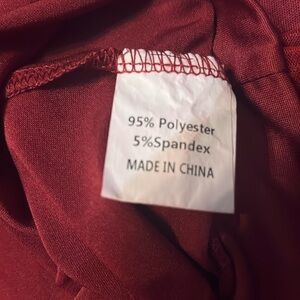 95% Polyester
5%Spandex
MADE IN CHINA